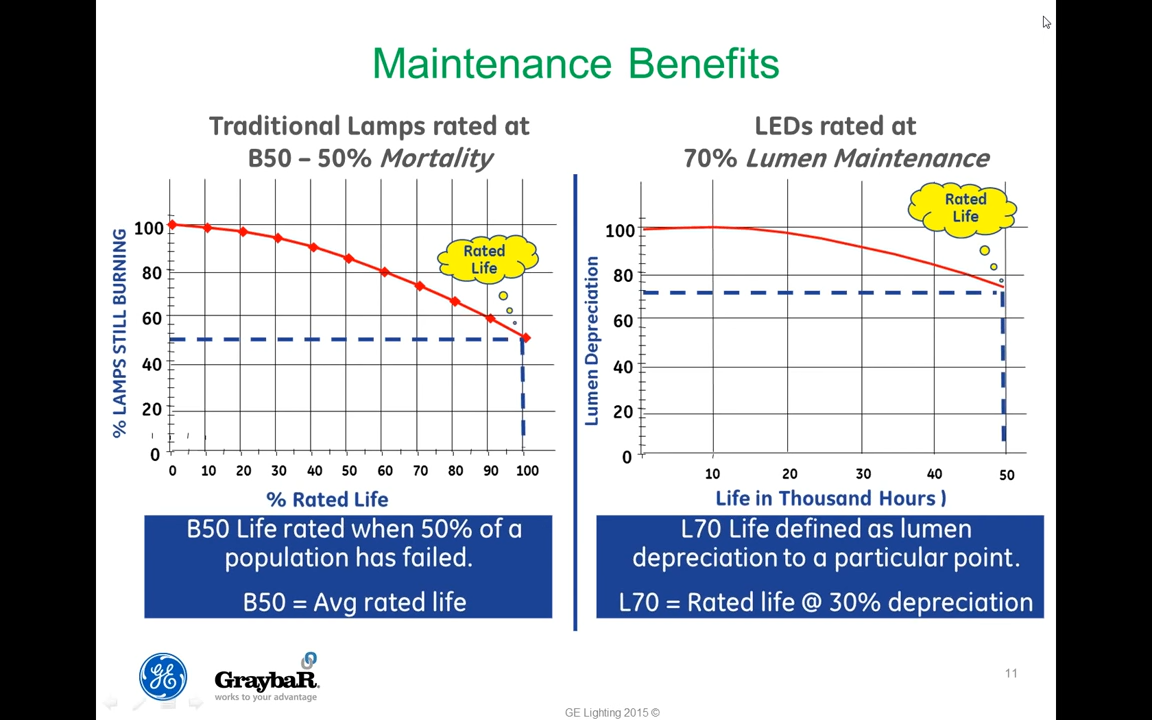 Maintenance Benefits
Traditional Lamps rated at
B50 – 50% Mortality
% LAMPS STILL BURNING
100
80
60
40
20
0
Rated
Life
0 10 20 30 40 50 60 70 80 90 100
% Rated Life
B50 Life rated when 50% of a
population has failed.
B50 = Avg rated life
LEDs rated at
70% Lumen Maintenance
Lumen Depreciation
100
80
60
40
20
0
Rated
Life
10 20 30 40 50
Life in Thousand Hours )
L70 Life defined as lumen
depreciation to a particular point.
L70 = Rated life @ 30% depreciation
GE
GraybaR.
works to your advantage
11
GE Lighting 2015 ©